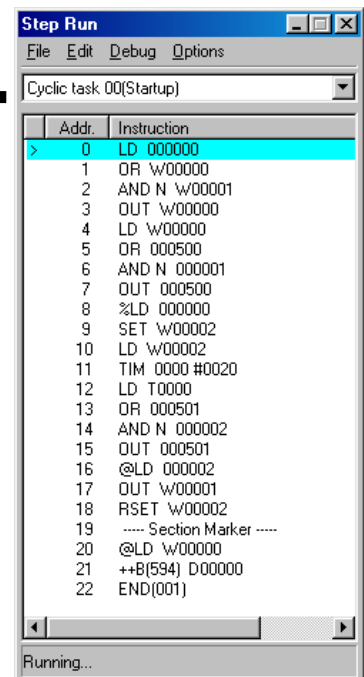 Step Run
File Edit Debug Options
Cyclic task 00(Startup)
Addr. Instruction
> 0 LD 000000
1 OR W00000
2 AND N W00001
3 OUT W00000
4 LD W00000
5 OR 000500
6 AND N 000001
7 OUT 000500
8 %LD 000000
9 SET W00002
10 LD W00002
11 TIM 0000 #0020
12 LD T0000
13 OR 000501
14 AND N 000002
15 OUT 000501
16 @LD 000002
17 OUT W00001
18 RSET W00002
19 ----- Section Marker -----
20 @LD W00000
21 ++B(594) D00000
22 END(001)
Running...